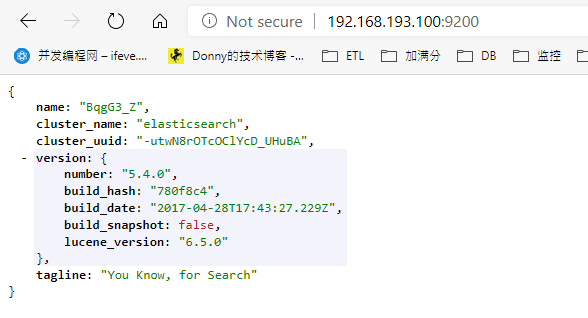 Not secure | 192.168.193.100:9200
并发编程网 – ifeve.... Donny的技术博客 -... ETL 加满分 DB 监控
{
name: "BqgG3_Z",
cluster_name: "elasticsearch",
cluster_uuid: "-utwN8rOTcOClYcD_UHuBA",
- version: {
number: "5.4.0",
build_hash: "780f8c4",
build_date: "2017-04-28T17:43:27.229Z",
build_snapshot: false,
lucene_version: "6.5.0"
},
tagline: "You Know, for Search"
}